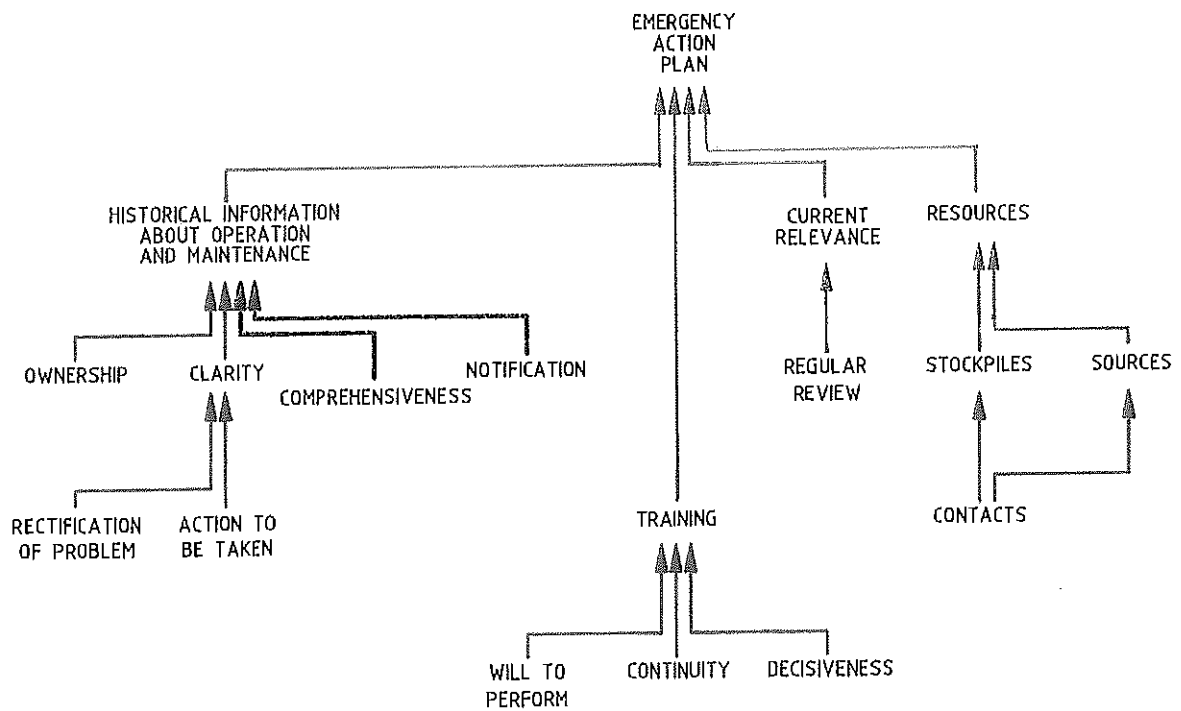 EMERGENCY
ACTION
PLAN
HISTORICAL INFORMATION
ABOUT OPERATION
AND MAINTENANCE
CURRENT
RELEVANCE
RESOURCES
OWNERSHIP
CLARITY
COMPREHENSIVENESS
NOTIFICATION
REGULAR
REVIEW
STOCKPILES
SOURCES
RECTIFICATION
OF PROBLEM
ACTION TO
BE TAKEN
TRAINING
CONTACTS
WILL TO
PERFORM
CONTINUITY
DECISIVENESS